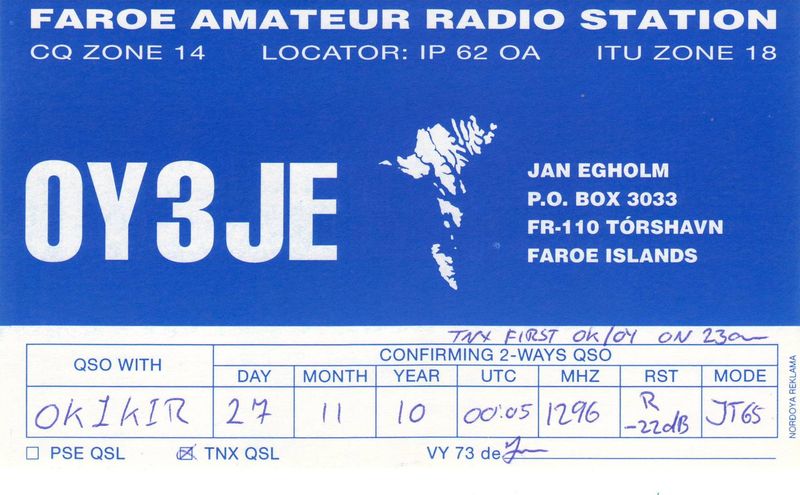 FAROE AMATEUR RADIO STATION
CQ ZONE 14 LOCATOR: IP 62 OA ITU ZONE 18
OY3JE
JAN EGHOLM
P.O. BOX 3033
FR-110 TÓRSHAVN
FAROE ISLANDS
TNX FIRST OK/OY ON 23cm
QSO WITH
CONFIRMING 2-WAYS QSO
DAY MONTH YEAR UTC MHZ RST MODE
OK1KIR 27 11 10 00:05 1296 R -22dB JT65
PSE QSL TNX QSL VY 73 de
NORDOYA REKLAMA